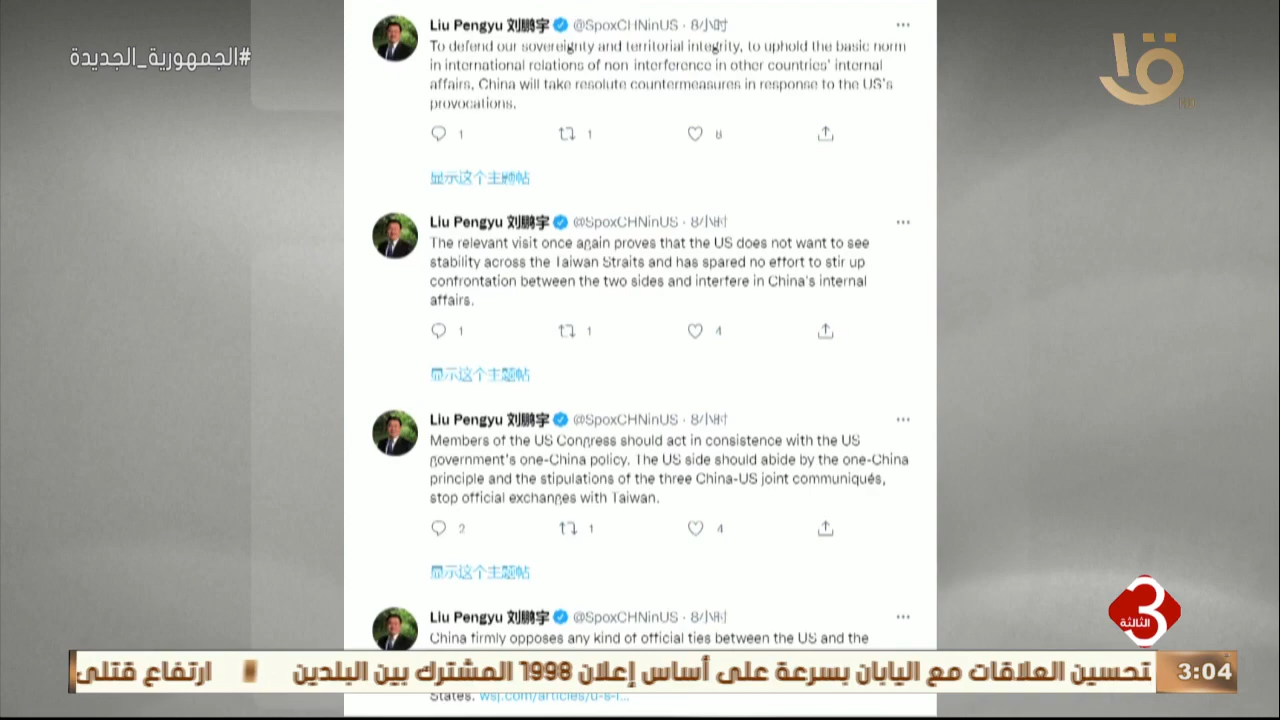 #الجمهورية_الجديدة
Liu Pengyu 刘鹏宇 @SpoxCHNinUS · 8小时
To defend our sovereignty and territorial integrity, to uphold the basic norm
in international relations of non interference in other countries' internal
affairs, China will take resolute countermeasures in response to the US's
provocations.
1 1 8
显示这个主题帖
Liu Pengyu 刘鹏宇 @SpoxCHNinUS · 8小时
The relevant visit once again proves that the US does not want to see
stability across the Taiwan Straits and has spared no effort to stir up
confrontation between the two sides and interfere in China's internal
affairs.
1 1 4
显示这个主题帖
Liu Pengyu 刘鹏宇 @SpoxCHNinUS · 8小时
Members of the US Congress should act in consistence with the US
government's one-China policy. The US side should abide by the one-China
principle and the stipulations of the three China-US joint communiqués,
stop official exchanges with Taiwan.
2 1 4
显示这个主题帖
Liu Pengyu 刘鹏宇 @SpoxCHNinUS · 8小时
China firmly opposes any kind of official ties between the US and the
3
الثالثة
تحسين العلاقات مع اليابان بسرعة على أساس إعلان 1998 المشترك بين البلدين ارتفاع قتلى
3:04
States. wsj.com/articles/u-s-l...